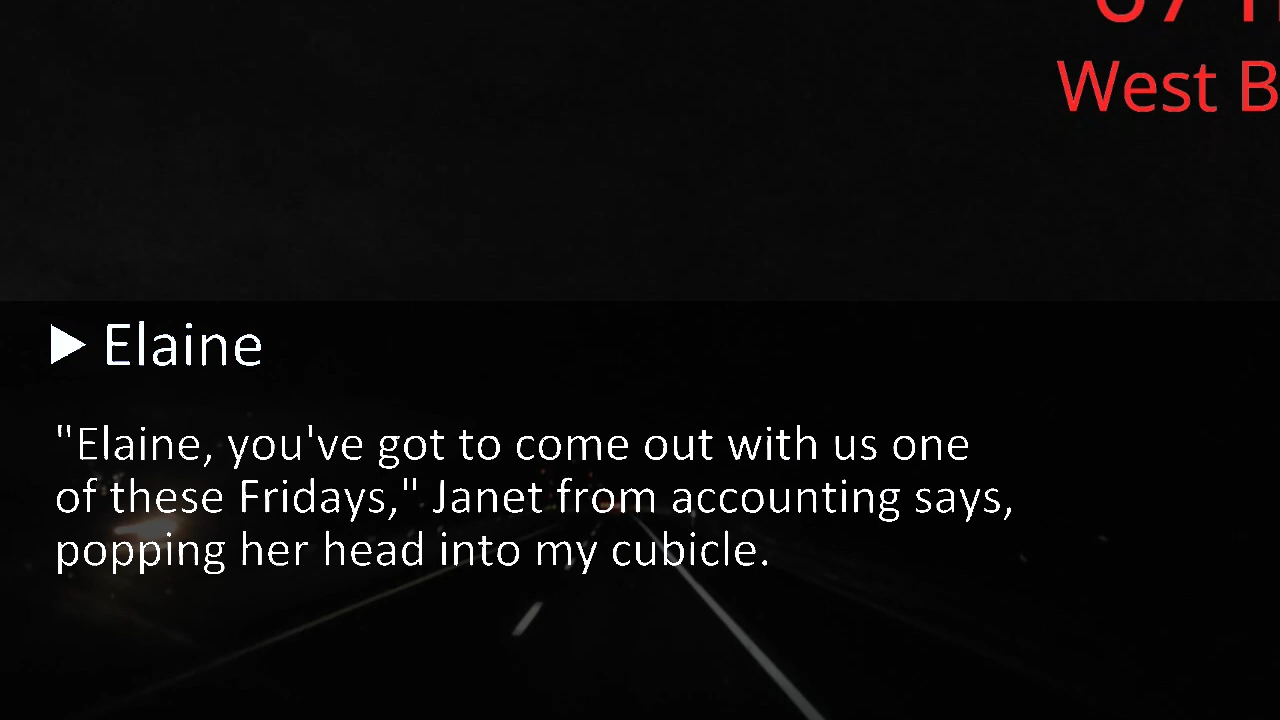 West
▶ Elaine
"Elaine, you've got to come out with us one
of these Fridays," Janet from accounting says,
popping her head into my cubicle.